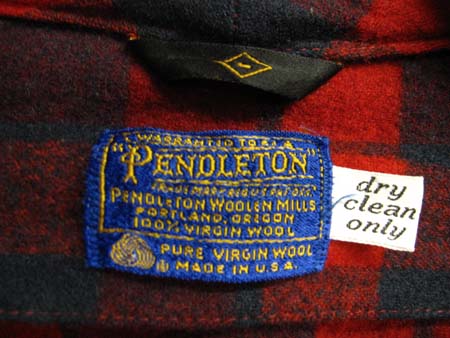 WARRANTED TO BE A
"PENDLETON"
TRADE MARK REG. U.S. PAT. OFF.
PENDLETON WOOLEN MILLS
PORTLAND, OREGON
100% VIRGIN WOOL
PURE VIRGIN WOOL
MADE IN U.S.A.
dry
clean
only